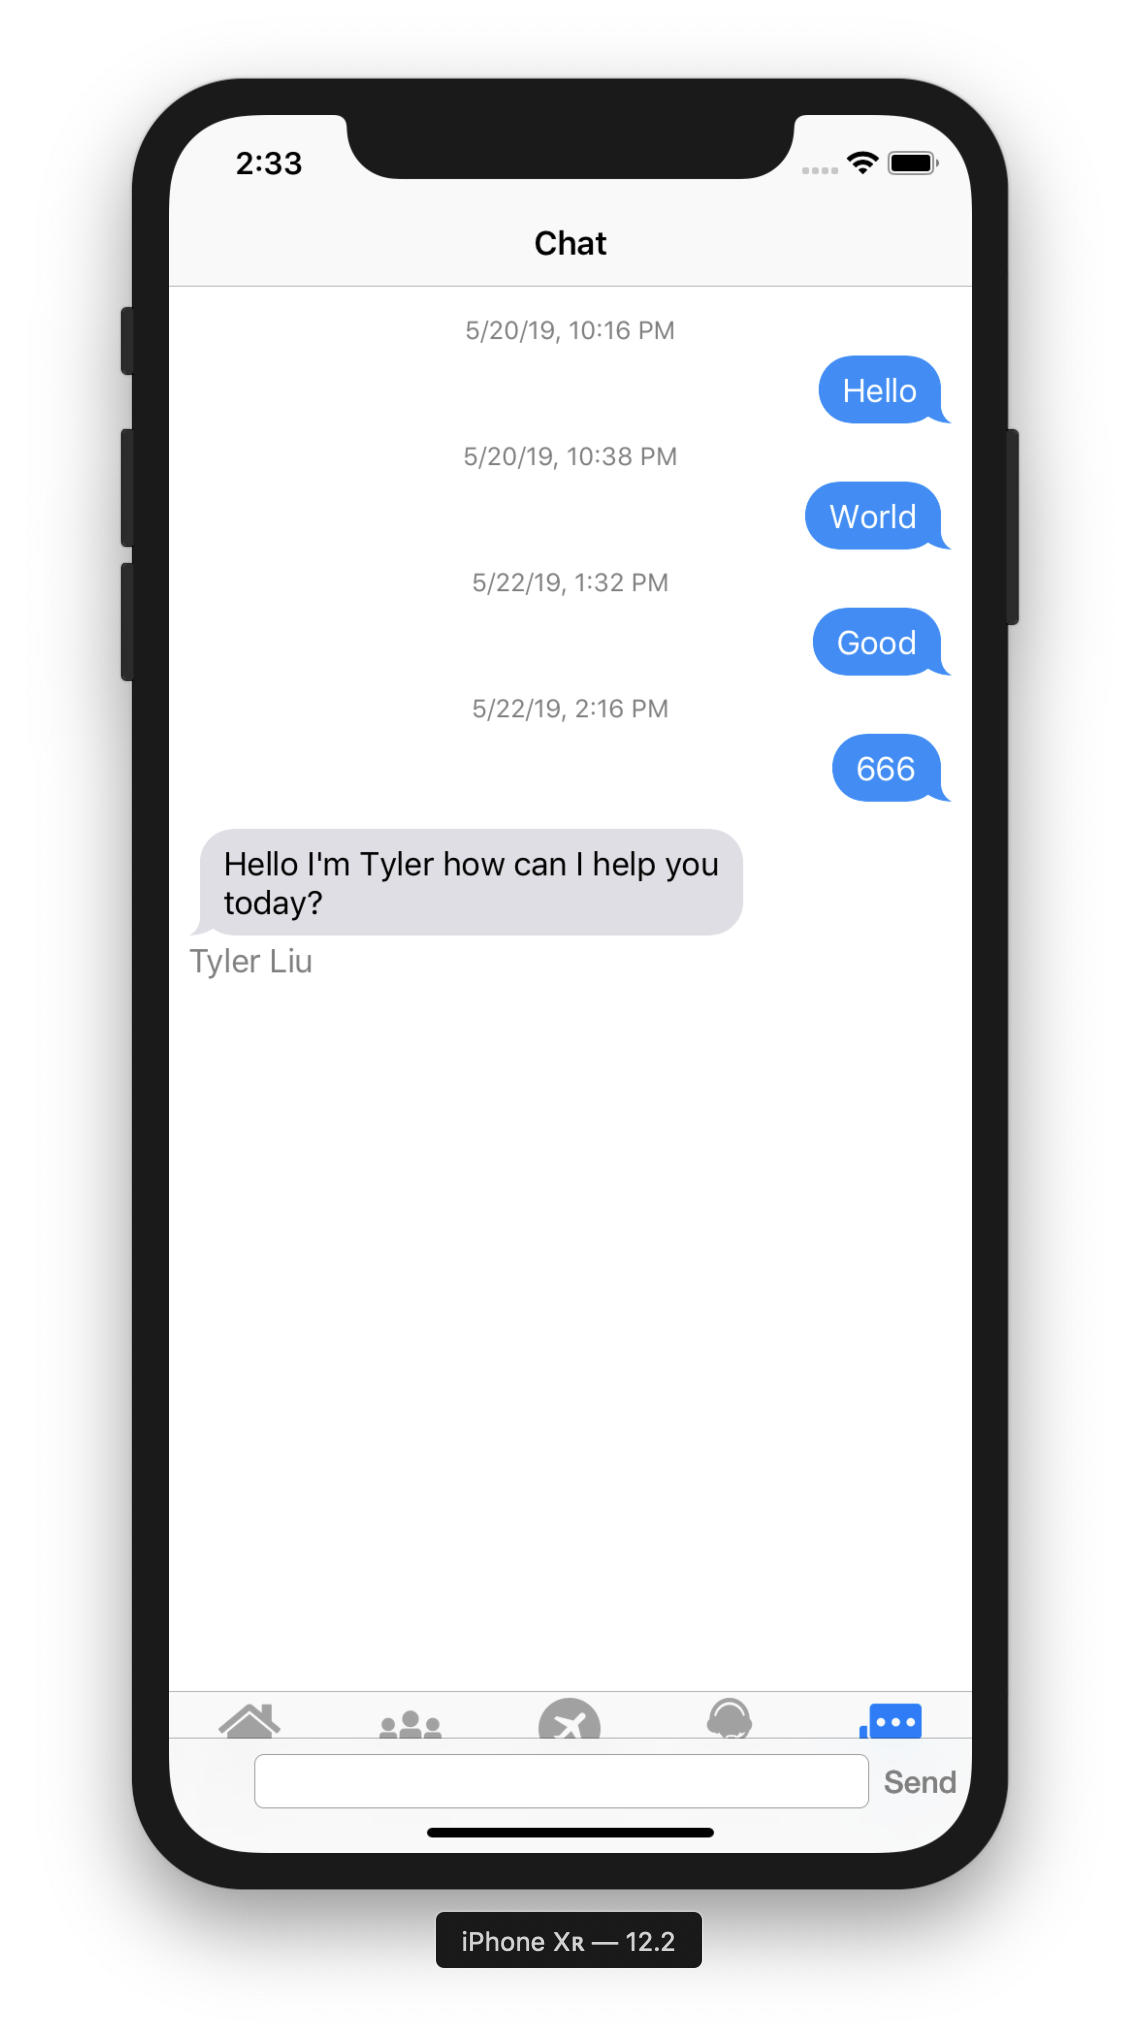 2:33
Chat
5/20/19, 10:16 PM
Hello
5/20/19, 10:38 PM
World
5/22/19, 1:32 PM
Good
5/22/19, 2:16 PM
666
Hello I'm Tyler how can I help you
today?
Tyler Liu
Send
iPhone Xʀ — 12.2